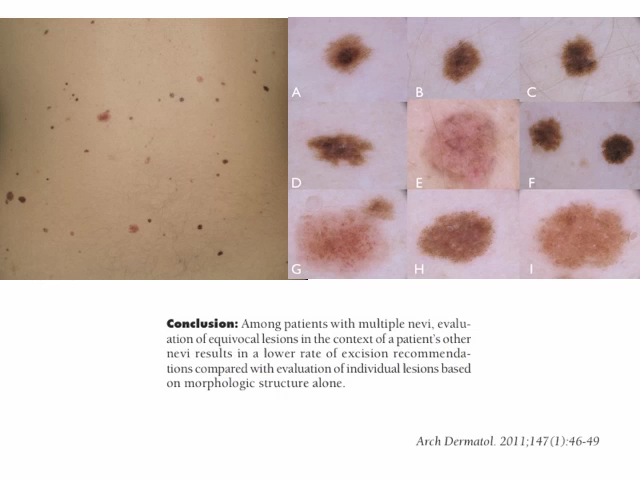 A
B
C
D
E
F
G
H
I
Conclusion: Among patients with multiple nevi, evalu-
ation of equivocal lesions in the context of a patient's other
nevi results in a lower rate of excision recommenda-
tions compared with evaluation of individual lesions based
on morphologic structure alone.
Arch Dermatol. 2011;147(1):46-49